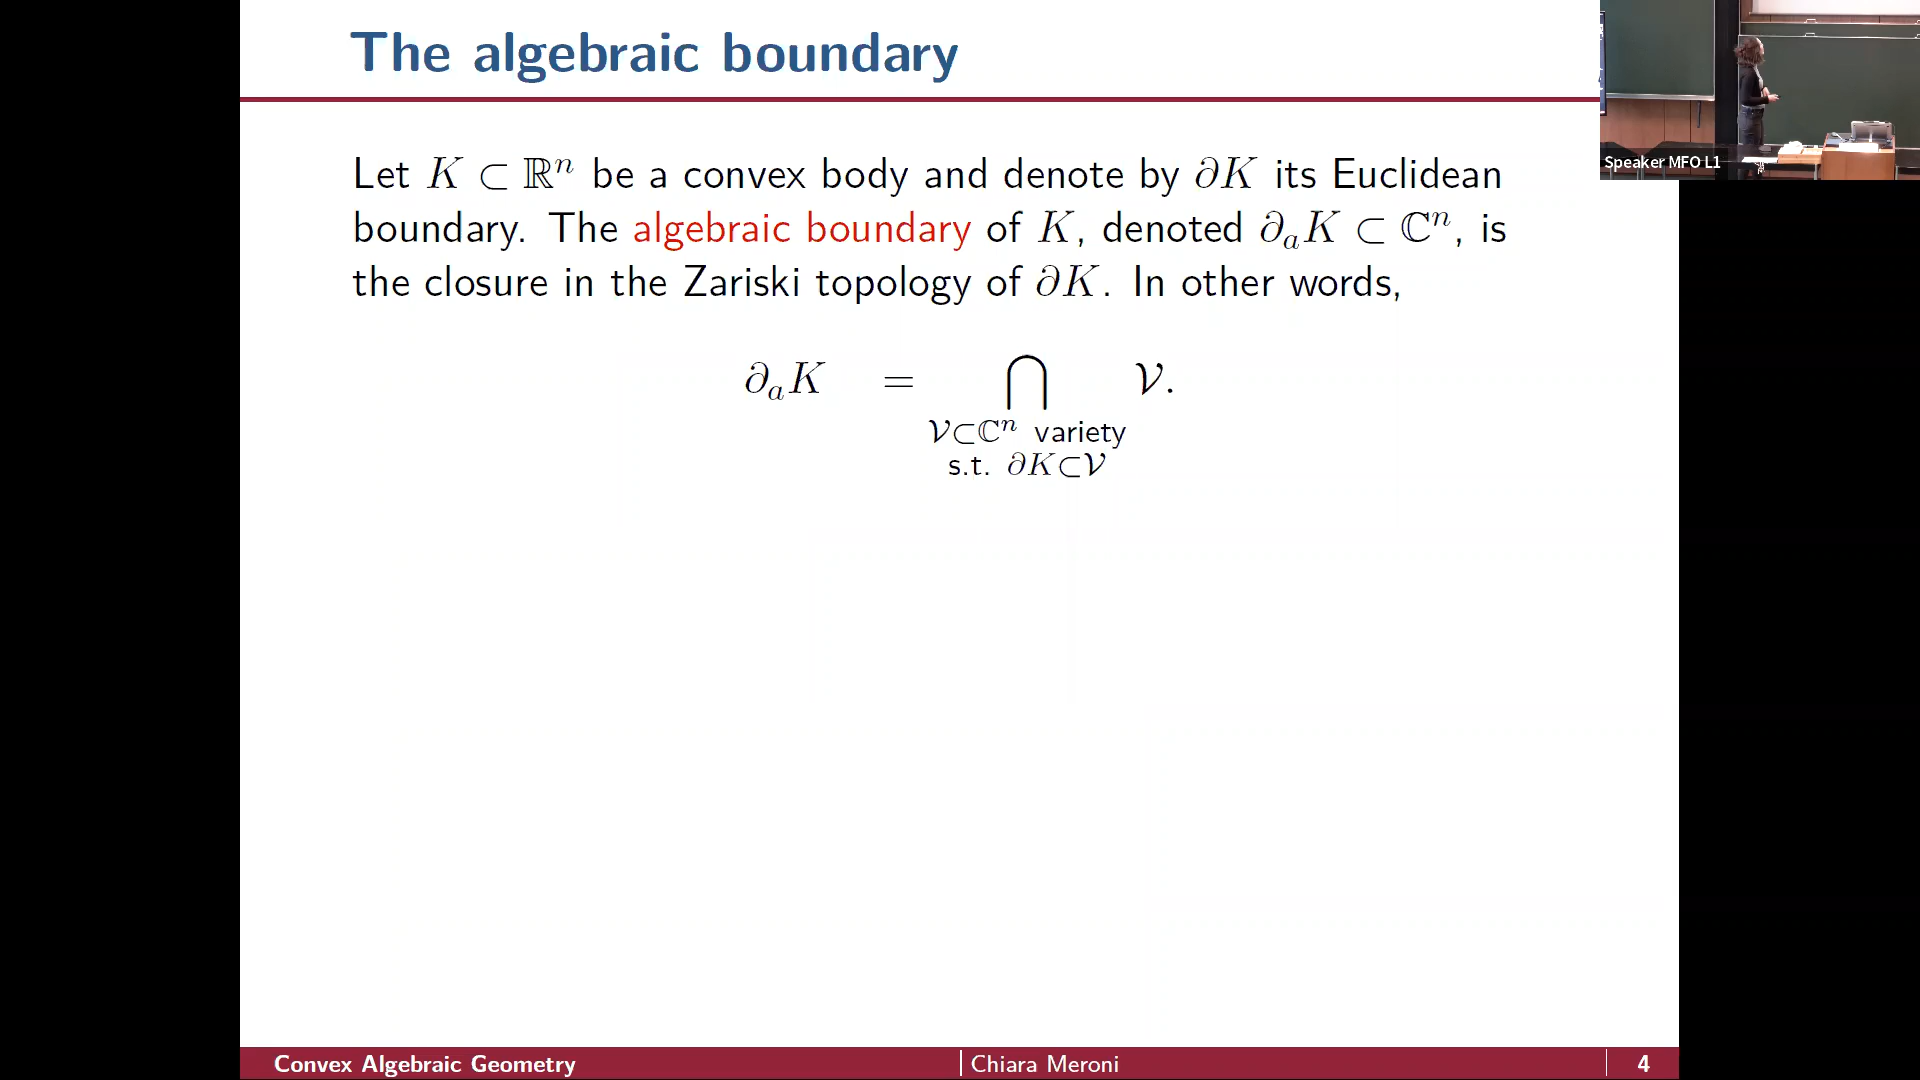 The algebraic boundary
Let K ⊂ ℝⁿ be a convex body and denote by ∂K its Euclidean
boundary. The algebraic boundary of K, denoted ∂ₐK ⊂ ℂⁿ, is
the closure in the Zariski topology of ∂K. In other words,
∂ₐK = ⋂ 𝒱.
𝒱⊂ℂⁿ variety
s.t. ∂K⊂𝒱
Speaker MFO L1
Convex Algebraic Geometry
Chiara Meroni
4